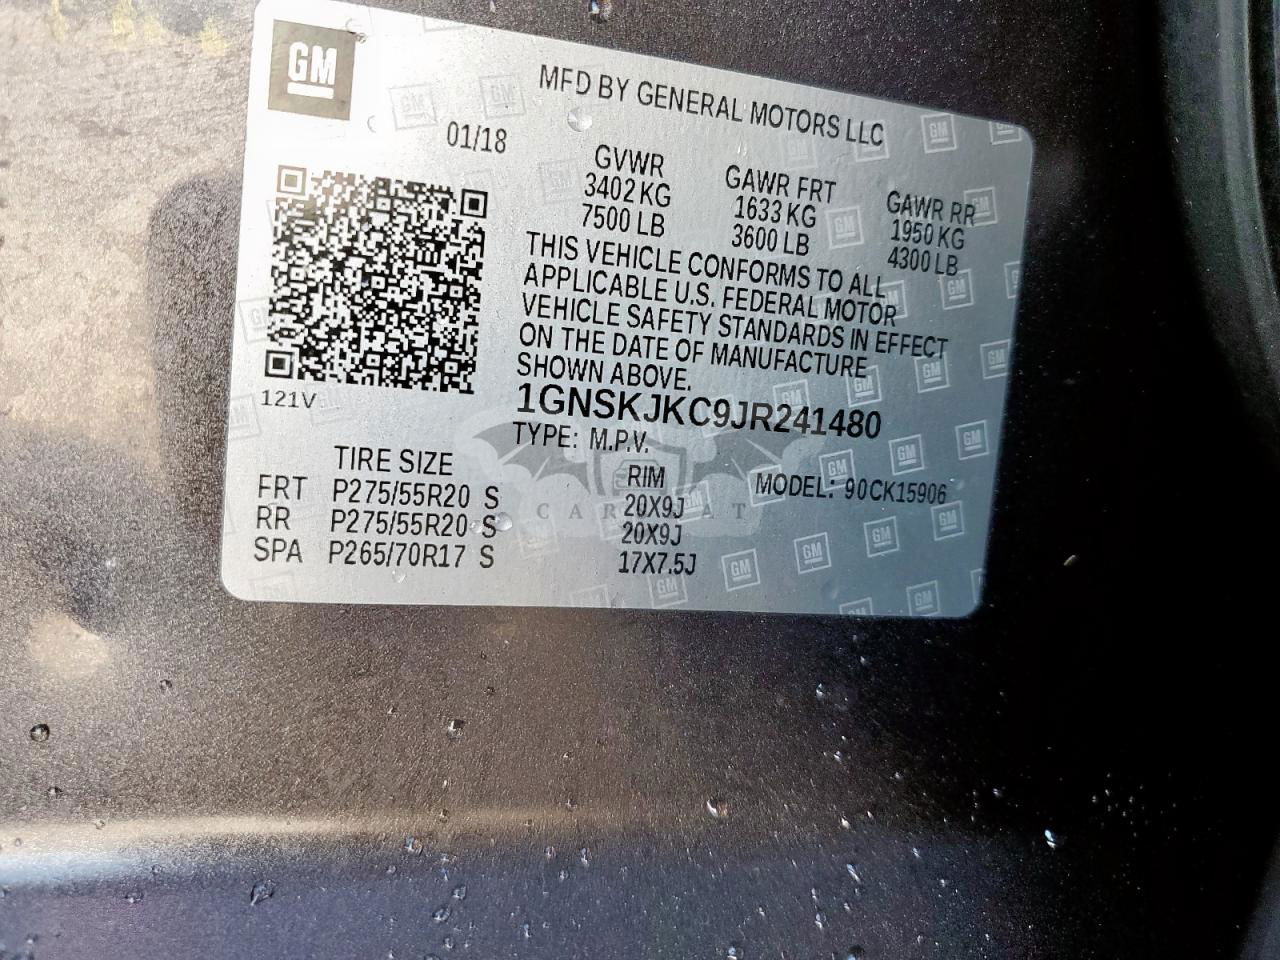 GM
MFD BY GENERAL MOTORS LLC
01/18
GVWR GAWR FRT GAWR RR
3402 KG 1633 KG 1950 KG
7500 LB 3600 LB 4300 LB
THIS VEHICLE CONFORMS TO ALL
APPLICABLE U.S. FEDERAL MOTOR
VEHICLE SAFETY STANDARDS IN EFFECT
ON THE DATE OF MANUFACTURE
SHOWN ABOVE.
121V
1GNSKJKC9JR241480
TYPE: M.P.V.
TIRE SIZE RIM MODEL: 90CK15906
FRT P275/55R20 S 20X9J
RR P275/55R20 S 20X9J
SPA P265/70R17 S 17X7.5J